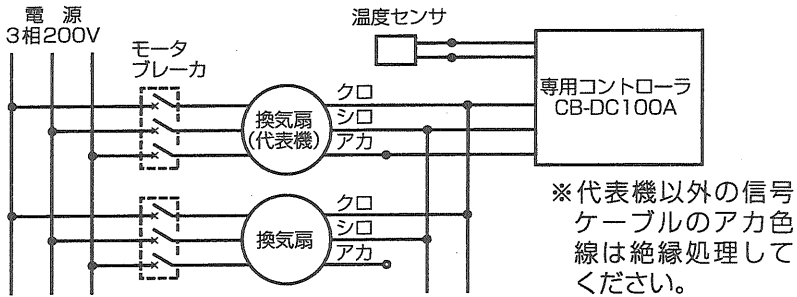 電源
3相200V
温度センサ
モータ
ブレーカ
専用コントローラ
CB-DC100A
クロ
換気扇
(代表機)
シロ
アカ
※代表機以外の信号
ケーブルのアカ色
線は絶縁処理して
ください。
クロ
換気扇
シロ
アカ